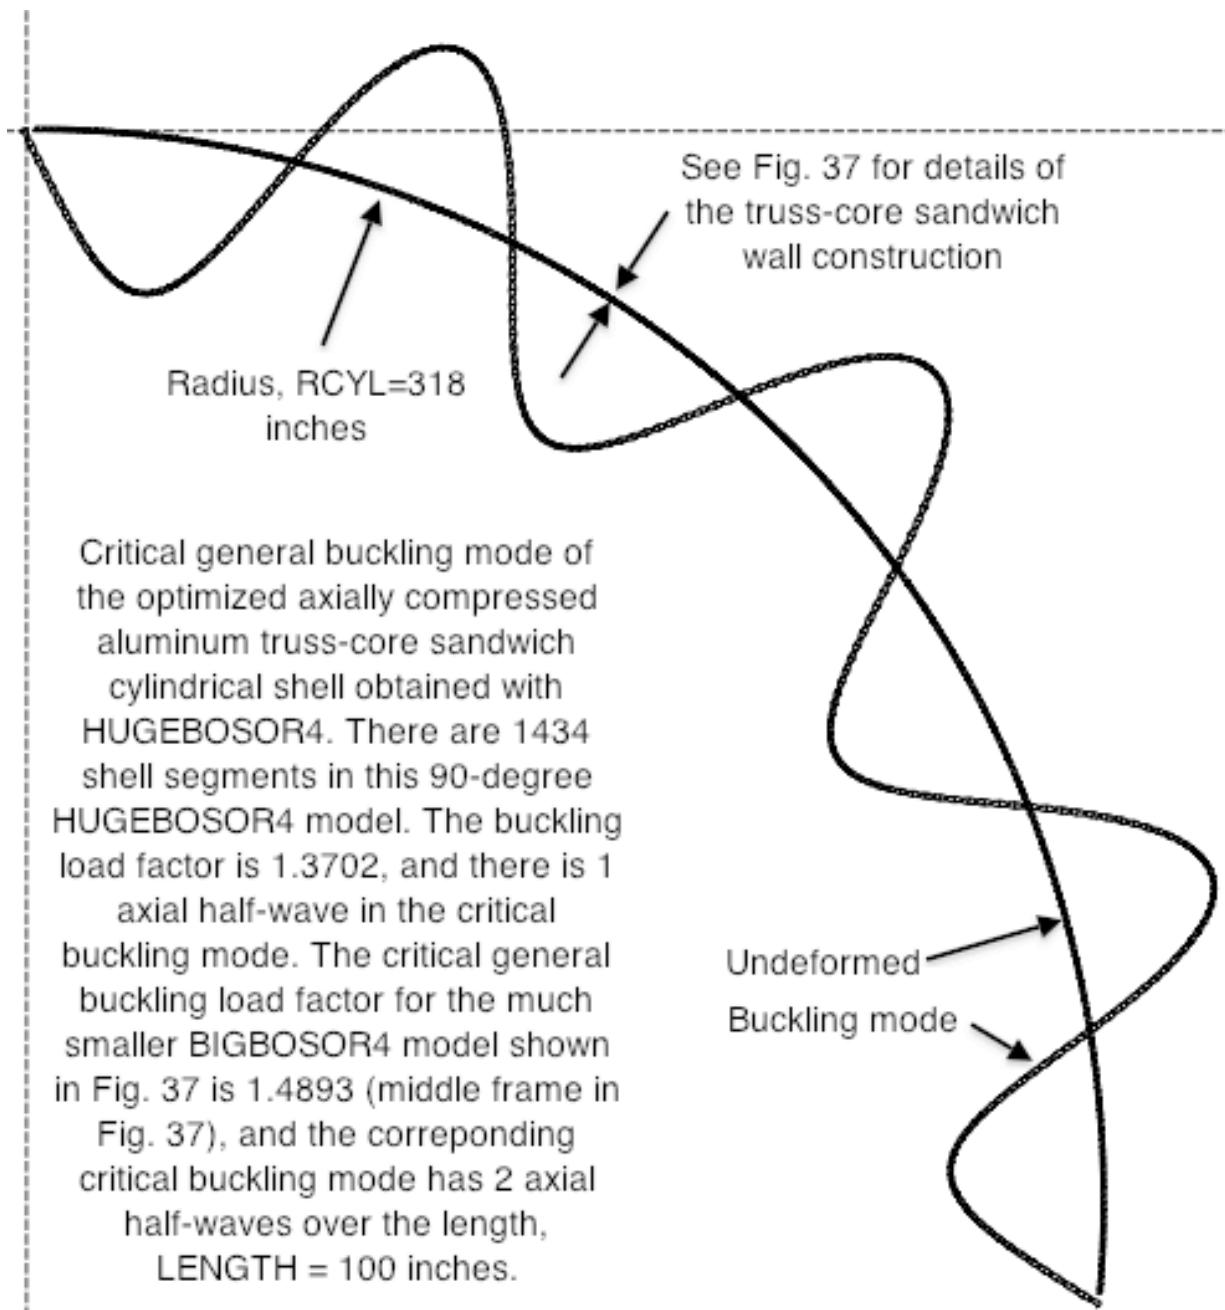 See Fig. 37 for details of
the truss-core sandwich
wall construction
Radius, RCYL=318
inches
Critical general buckling mode of
the optimized axially compressed
aluminum truss-core sandwich
cylindrical shell obtained with
HUGEBOSOR4. There are 1434
shell segments in this 90-degree
HUGEBOSOR4 model. The buckling
load factor is 1.3702, and there is 1
axial half-wave in the critical
buckling mode. The critical general
buckling load factor for the much
smaller BIGBOSOR4 model shown
in Fig. 37 is 1.4893 (middle frame in
Fig. 37), and the correponding
critical buckling mode has 2 axial
half-waves over the length,
LENGTH = 100 inches.
Undeformed
Buckling mode